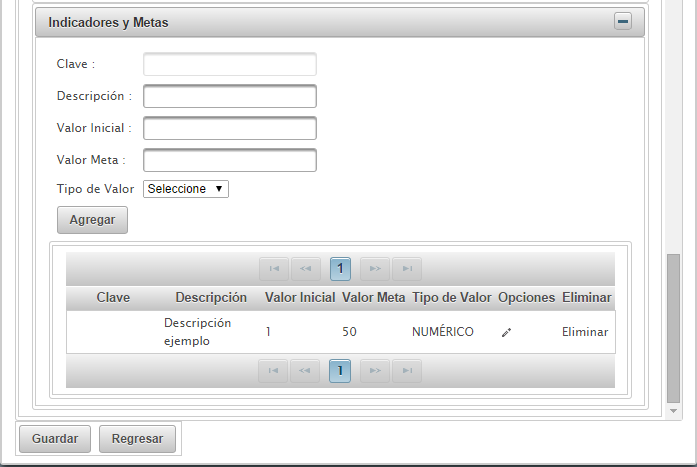 Indicadores y Metas
Clave :
Descripción :
Valor Inicial :
Valor Meta :
Tipo de Valor Seleccione
Agregar
1
Clave Descripción Valor Inicial Valor Meta Tipo de Valor Opciones Eliminar
Descripción
ejemplo 1 50 NUMÉRICO Eliminar
1
Guardar Regresar